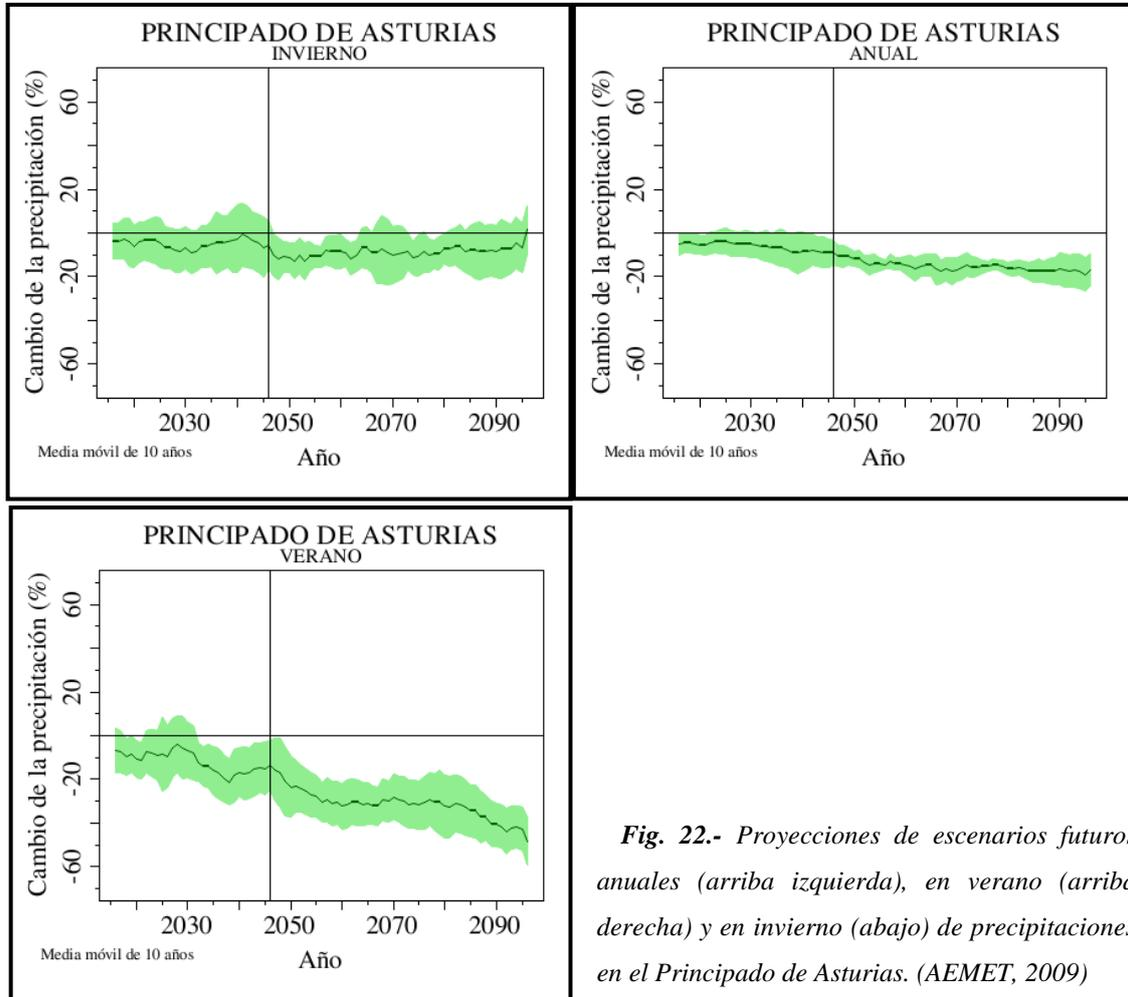 PRINCIPADO DE ASTURIAS
INVIERNO
Cambio de la precipitación (%)
60
20
-20
-60
2030 2050 2070 2090
Media móvil de 10 años
Año
PRINCIPADO DE ASTURIAS
ANUAL
Cambio de la precipitación (%)
60
20
-20
-60
2030 2050 2070 2090
Media móvil de 10 años
Año
PRINCIPADO DE ASTURIAS
VERANO
Cambio de la precipitación (%)
60
20
-20
-60
2030 2050 2070 2090
Media móvil de 10 años
Año
Fig. 22.- Proyecciones de escenarios futuros
anuales (arriba izquierda), en verano (arriba
derecha) y en invierno (abajo) de precipitaciones
en el Principado de Asturias. (AEMET, 2009)